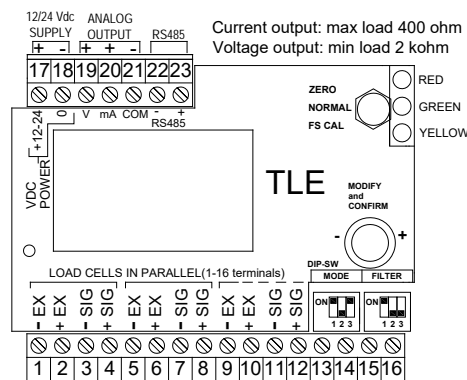 12/24 Vdc ANALOG
SUPPLY OUTPUT RS485
+ - + + -
17 18 19 20 21 22 23
V mA COM - +
RS485
+12-24 0
VDC
POWER
Current output: max load 400 ohm
Voltage output: min load 2 kohm
ZERO
NORMAL
FS CAL
RED
GREEN
YELLOW
TLE
MODIFY
and
CONFIRM
- +
LOAD CELLS IN PARALLEL(1-16 terminals)
DIP-SW
MODE FILTER
- EX + EX - SIG + SIG - EX + EX - SIG + SIG - EX + EX - SIG + SIG
ON 1 2 3 ON 1 2 3
1 2 3 4 5 6 7 8 9 10 11 12 13 14 15 16